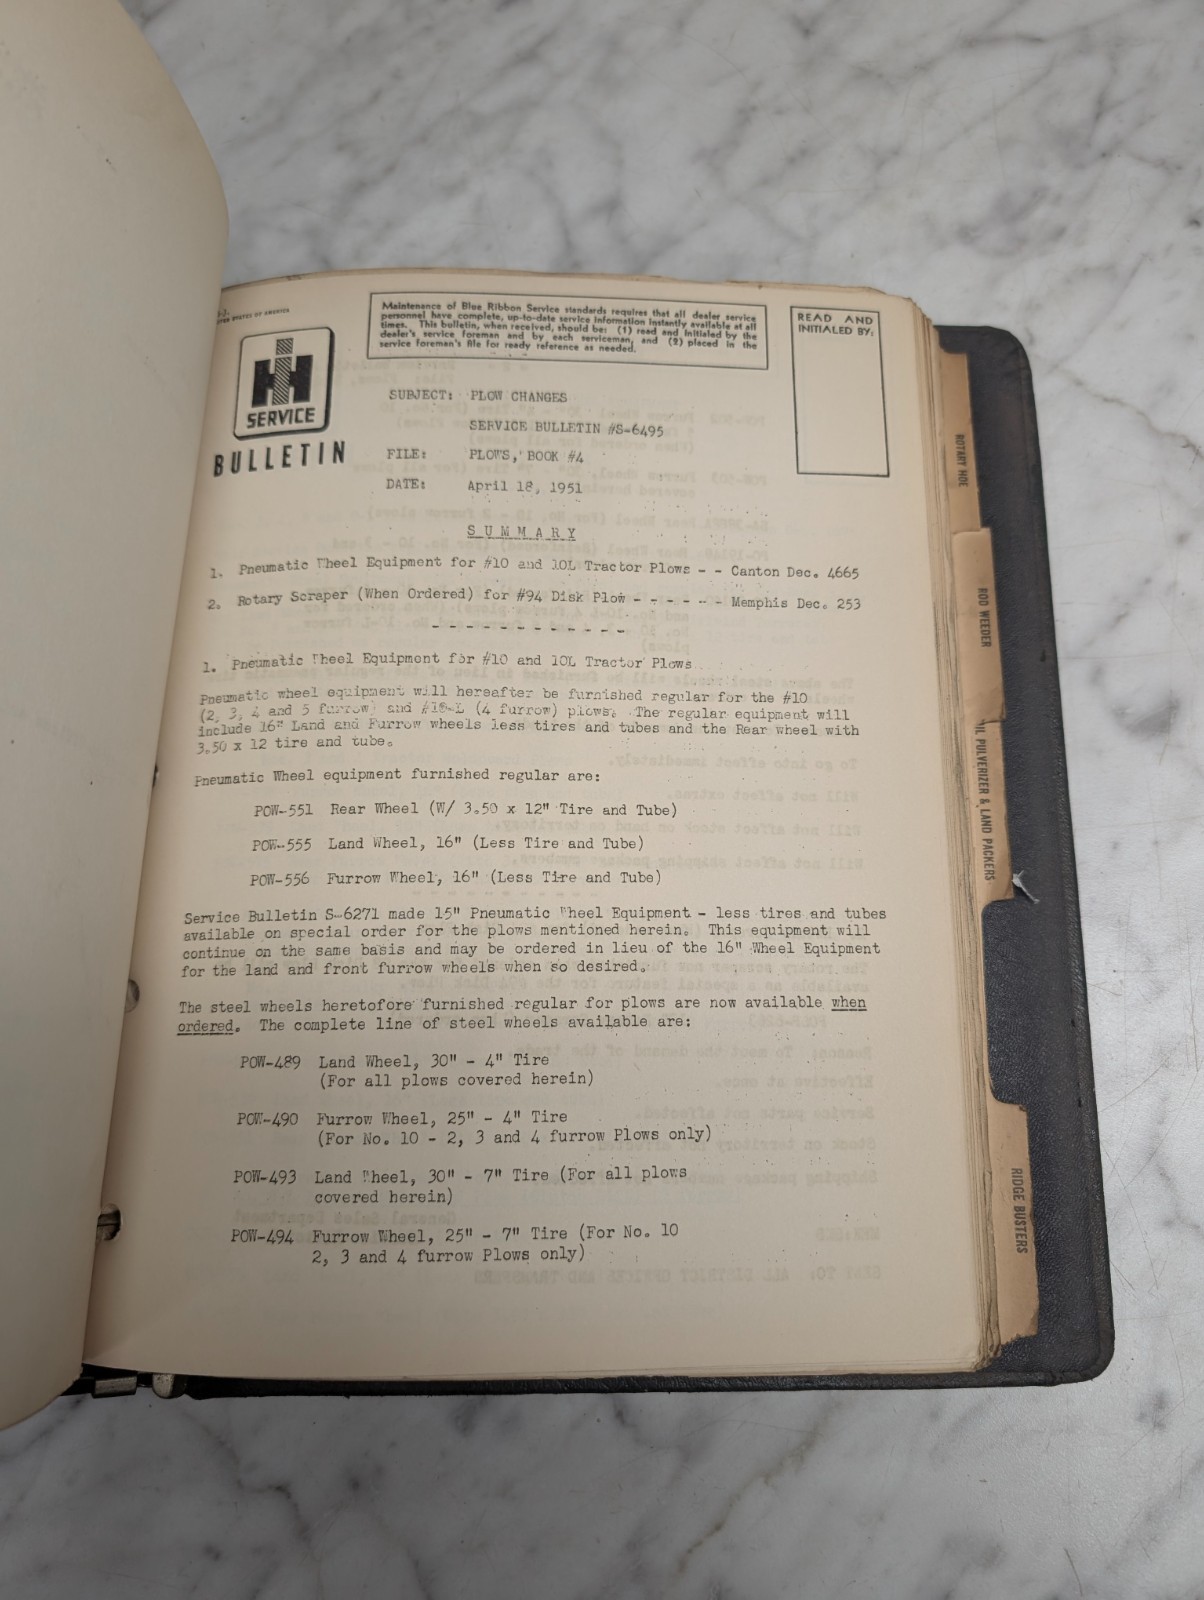 Maintenance of Blue Ribbon Service standards requires that all dealer service
personnel have complete, up-to-date service information instantly available at all
times. This bulletin, when received, should be: (1) read and initialed by the
dealer's service foreman and by each serviceman, and (2) placed in the
service foreman's file for ready reference as needed.
READ AND
INITIALED BY:
IH
SERVICE
BULLETIN
SUBJECT: PLOW CHANGES
SERVICE BULLETIN #S-6495
FILE: PLOWS, BOOK #4
DATE: April 18, 1951
SUMMARY
1. Pneumatic Wheel Equipment for #10 and 10L Tractor Plows - - Canton Dec. 4665
2. Rotary Scraper (When Ordered) for #94 Disk Plow - - - - - - Memphis Dec. 253
- - - - - - - - - - - -
1. Pneumatic Wheel Equipment for #10 and 10L Tractor Plows
Pneumatic wheel equipment will hereafter be furnished regular for the #10
(2, 3, 4 and 5 furrow) and #10-L (4 furrow) plows. The regular equipment will
include 16" Land and Furrow wheels less tires and tubes and the Rear wheel with
3.50 x 12 tire and tube.
Pneumatic Wheel equipment furnished regular are:
POW-551 Rear Wheel (W/ 3.50 x 12" Tire and Tube)
POW-555 Land Wheel, 16" (Less Tire and Tube)
POW-556 Furrow Wheel, 16" (Less Tire and Tube)
Service Bulletin S-6271 made 15" Pneumatic Wheel Equipment - less tires and tubes
available on special order for the plows mentioned herein. This equipment will
continue on the same basis and may be ordered in lieu of the 16" Wheel Equipment
for the land and front furrow wheels when so desired.
The steel wheels heretofore furnished regular for plows are now available when
ordered. The complete line of steel wheels available are:
POW-489 Land Wheel, 30" - 4" Tire
(For all plows covered herein)
POW-490 Furrow Wheel, 25" - 4" Tire
(For No. 10 - 2, 3 and 4 furrow Plows only)
POW-493 Land Wheel, 30" - 7" Tire (For all plows
covered herein)
POW-494 Furrow Wheel, 25" - 7" Tire (For No. 10
2, 3 and 4 furrow Plows only)
ROTARY HOE
ROD WEEDER
PULVERIZER & LAND PACKERS
RIDGE BUSTERS